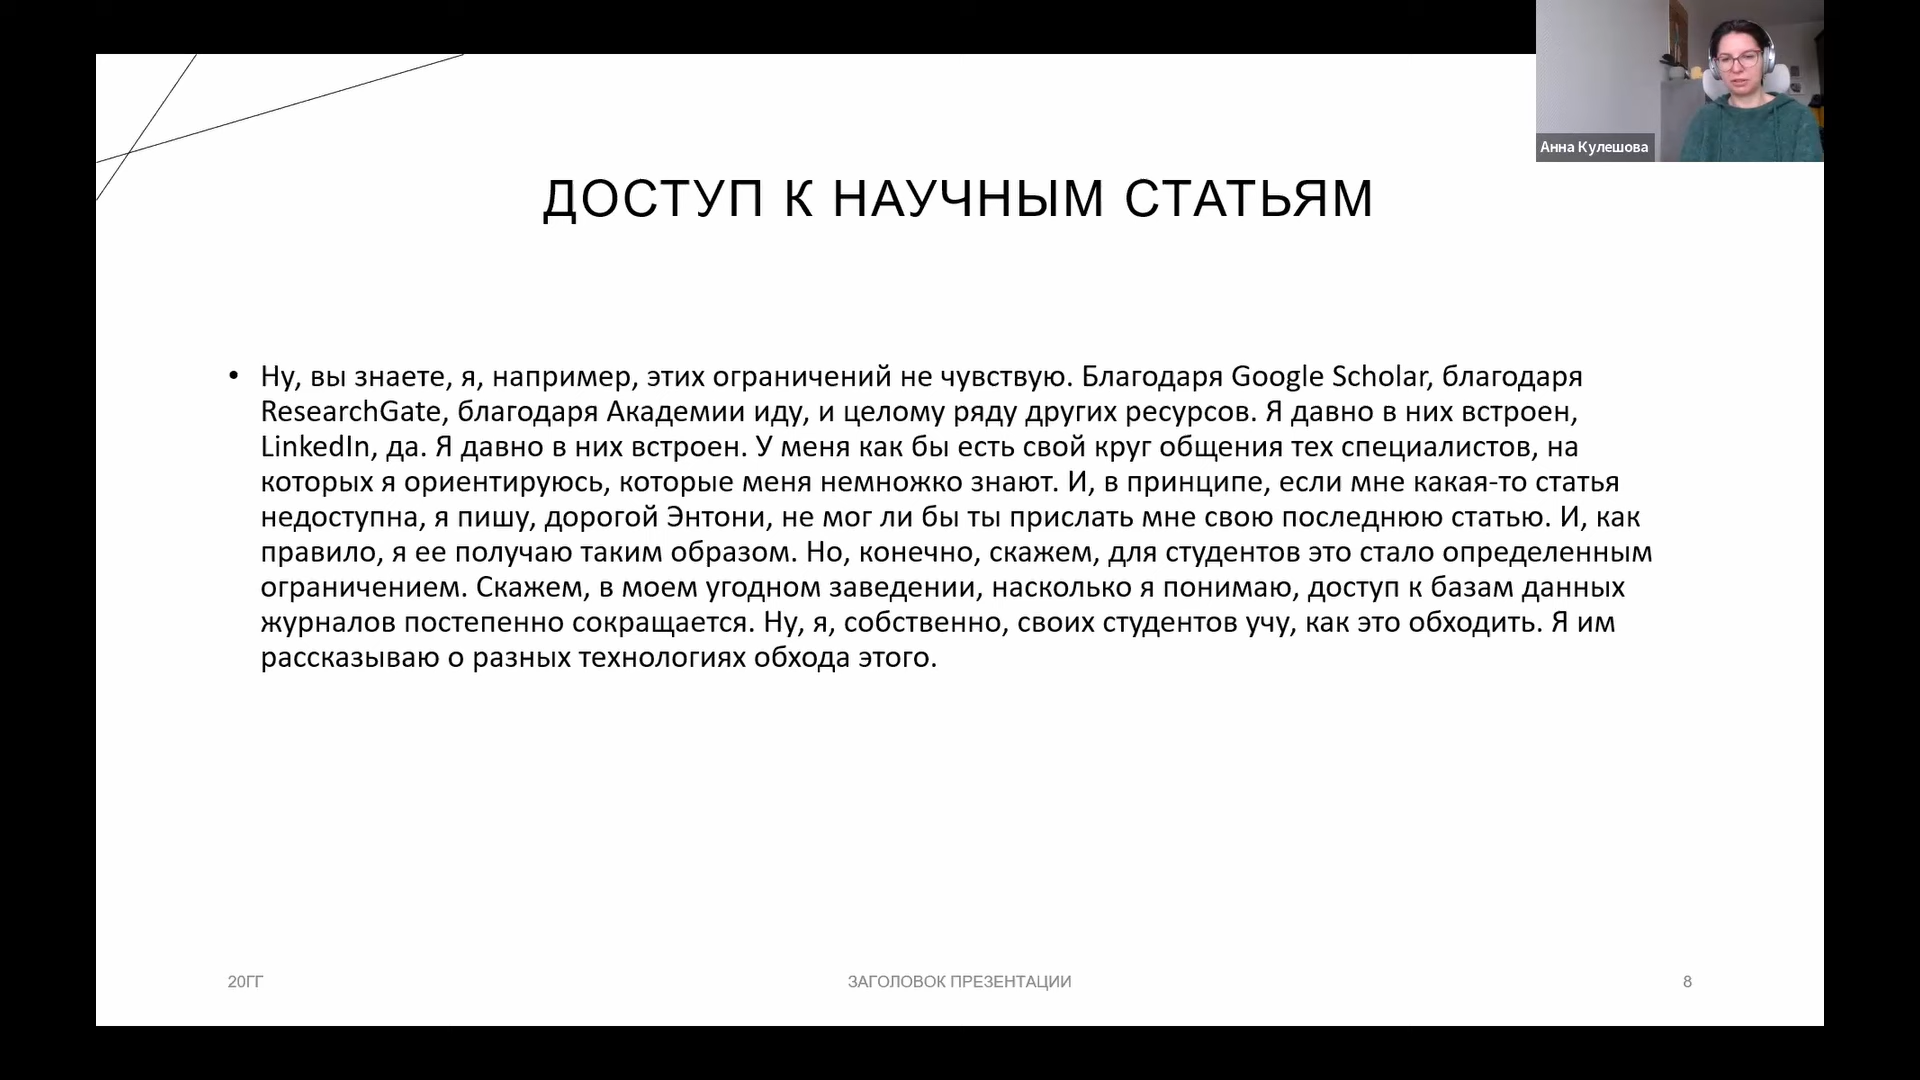 Анна Кулешова
ДОСТУП К НАУЧНЫМ СТАТЬЯМ
• Ну, вы знаете, я, например, этих ограничений не чувствую. Благодаря Google Scholar, благодаря
ResearchGate, благодаря Академии иду, и целому ряду других ресурсов. Я давно в них встроен,
LinkedIn, да. Я давно в них встроен. У меня как бы есть свой круг общения тех специалистов, на
которых я ориентируюсь, которые меня немножко знают. И, в принципе, если мне какая-то статья
недоступна, я пишу, дорогой Энтони, не мог ли бы ты прислать мне свою последнюю статью. И, как
правило, я ее получаю таким образом. Но, конечно, скажем, для студентов это стало определенным
ограничением. Скажем, в моем угодном заведении, насколько я понимаю, доступ к базам данных
журналов постепенно сокращается. Ну, я, собственно, своих студентов учу, как это обходить. Я им
рассказываю о разных технологиях обхода этого.
20ГГ
ЗАГОЛОВОК ПРЕЗЕНТАЦИИ
8